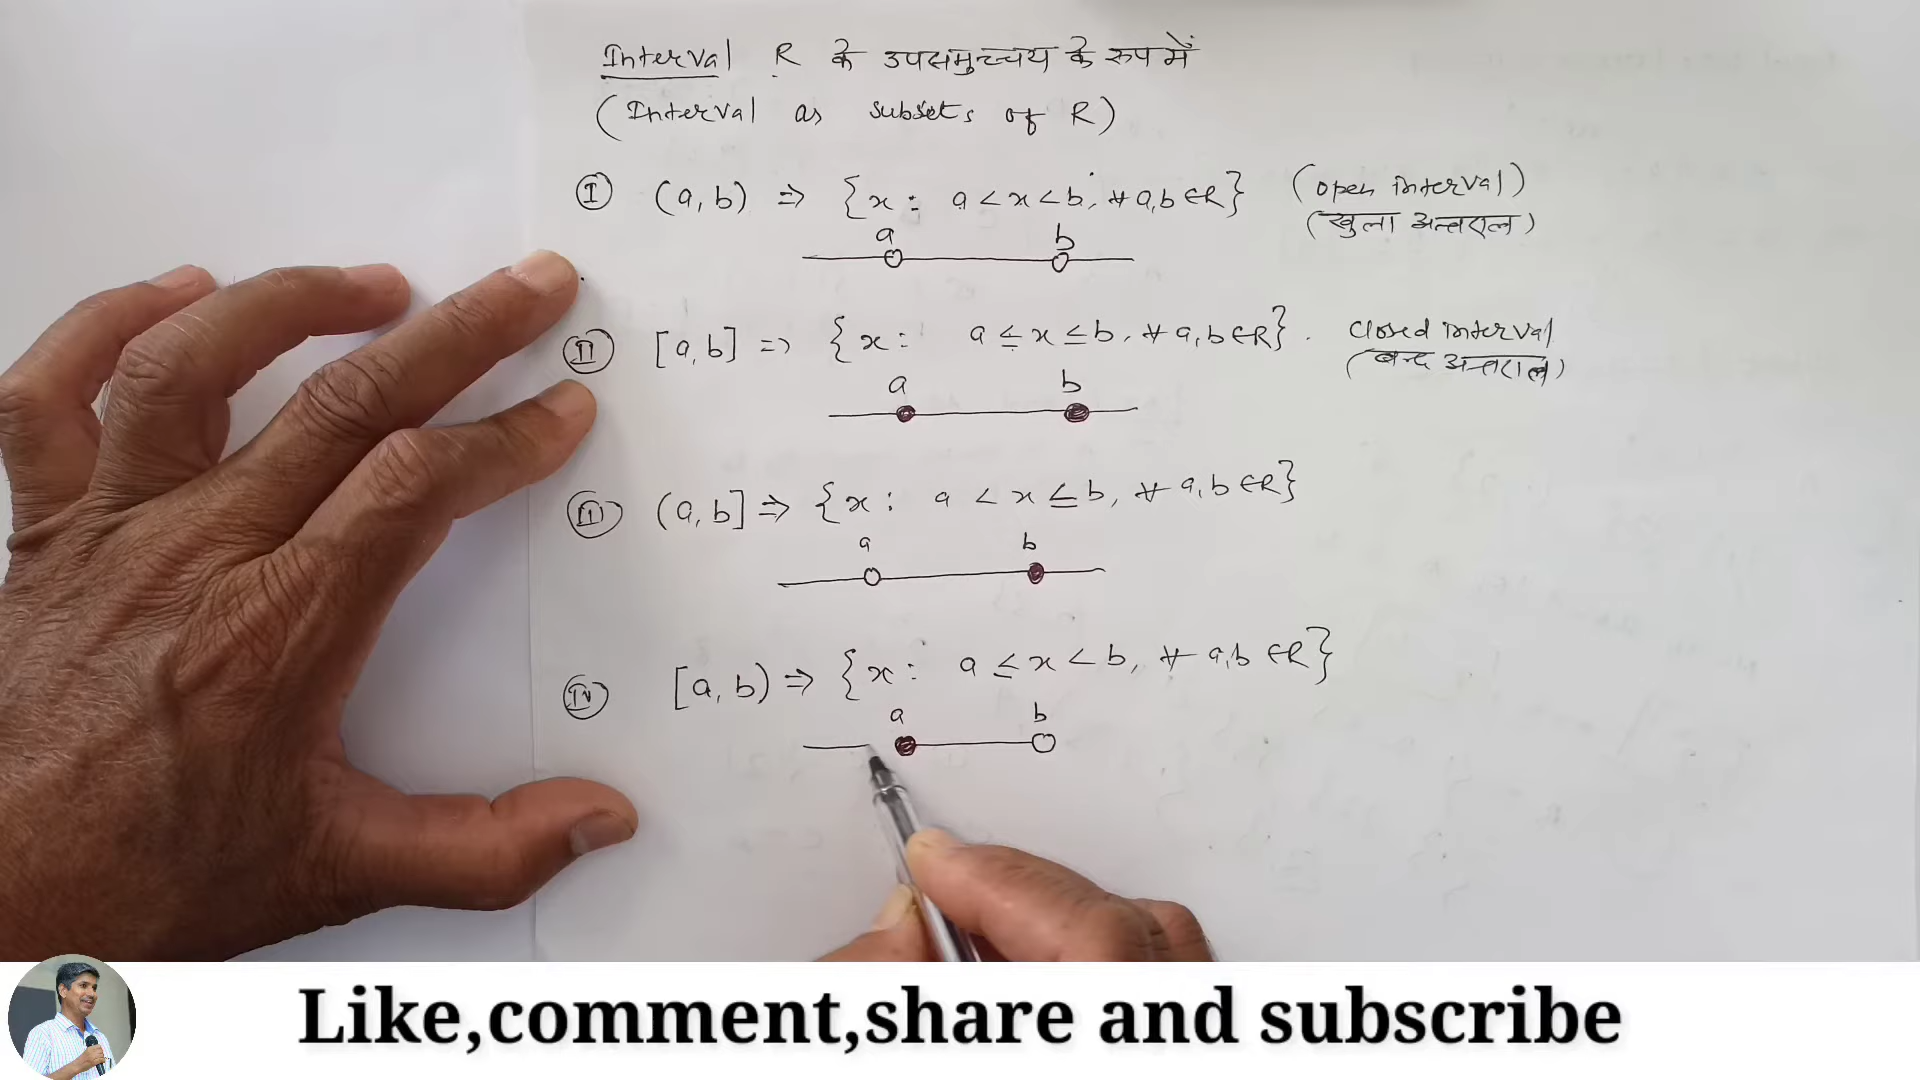 Interval R के उपसमुच्चय के रूप में
(Interval as subsets of R)
Ⓘ (a, b) ⇒ {x : a < x < b, ∀ a,b ∈ R} (open interval)
(खुला अन्तराल)
a b
Ⅱ [a, b] ⇒ {x : a ≤ x ≤ b, ∀ a, b ∈ R}. closed interval
(बन्द अन्तराल)
a b
Ⅲ (a, b] ⇒ {x : a < x ≤ b, ∀ a, b ∈ R}
a b
Ⅳ [a, b) ⇒ {x : a ≤ x < b, ∀ a,b ∈ R}
a b
Like,comment,share and subscribe